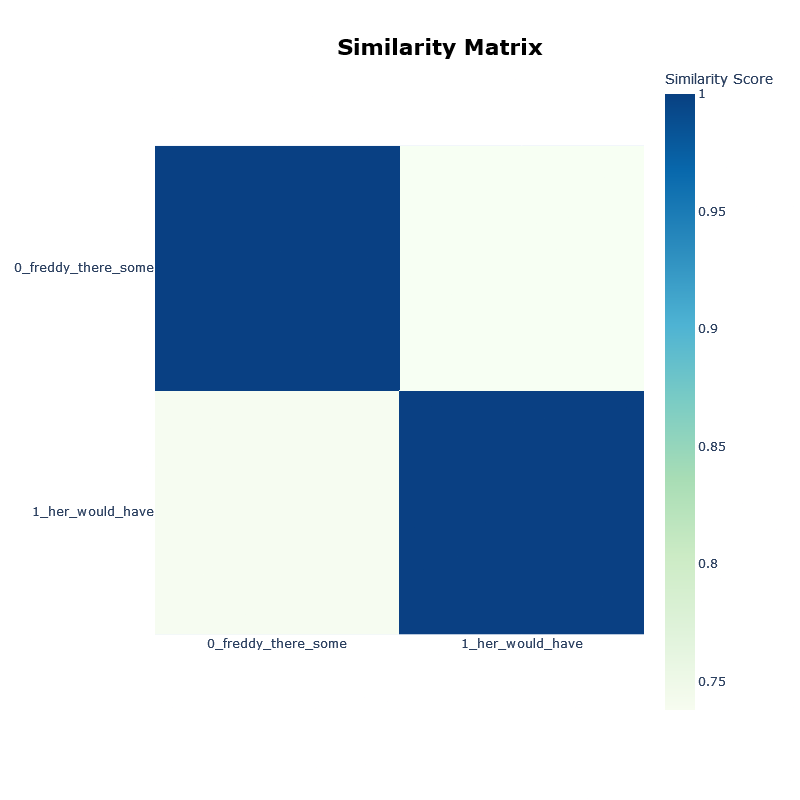 Similarity Matrix
Similarity Score
1
0.95
0.9
0.85
0.8
0.75
0_freddy_there_some
1_her_would_have
0_freddy_there_some
1_her_would_have